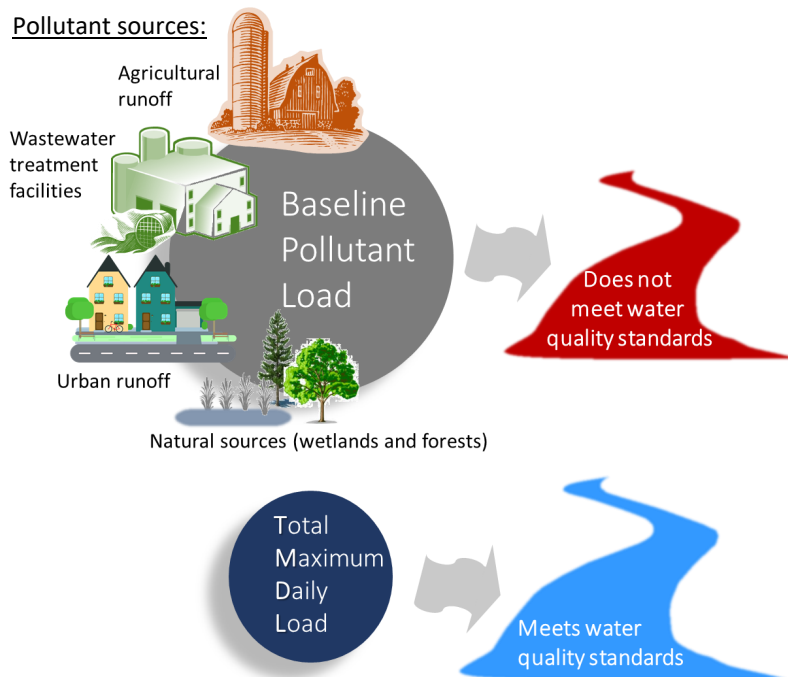 Pollutant sources:
Agricultural
runoff
Wastewater
treatment
facilities
Baseline
Pollutant
Load
Does not
meet water
quality standards
Urban runoff
Natural sources (wetlands and forests)
Total
Maximum
Daily
Load
Meets water
quality standards